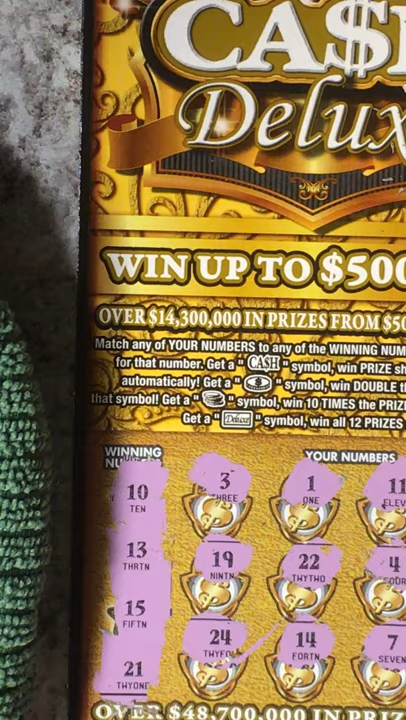 CA$
Delux
WIN UP TO $500
OVER $14,300,000 IN PRIZES FROM $50
Match any of YOUR NUMBERS to any of the WINNING NUM
for that number. Get a " CASH " symbol, win PRIZE sh
automatically! Get a " " symbol, win DOUBLE t
that symbol! Get a " " symbol, win 10 TIMES the PRIZ
Get a " Deluxe " symbol, win all 12 PRIZES
WINNING YOUR NUMBERS
NU
10 3 1 11
TEN HREE ONE ELEV
13 19 22 4
THRTN NINTN TWYTWO FOUR
15 24 14 7
FIFTN TWYFO FORTN SEVEN
21
TWYONE
OVER $48,700,000 IN PRIZ